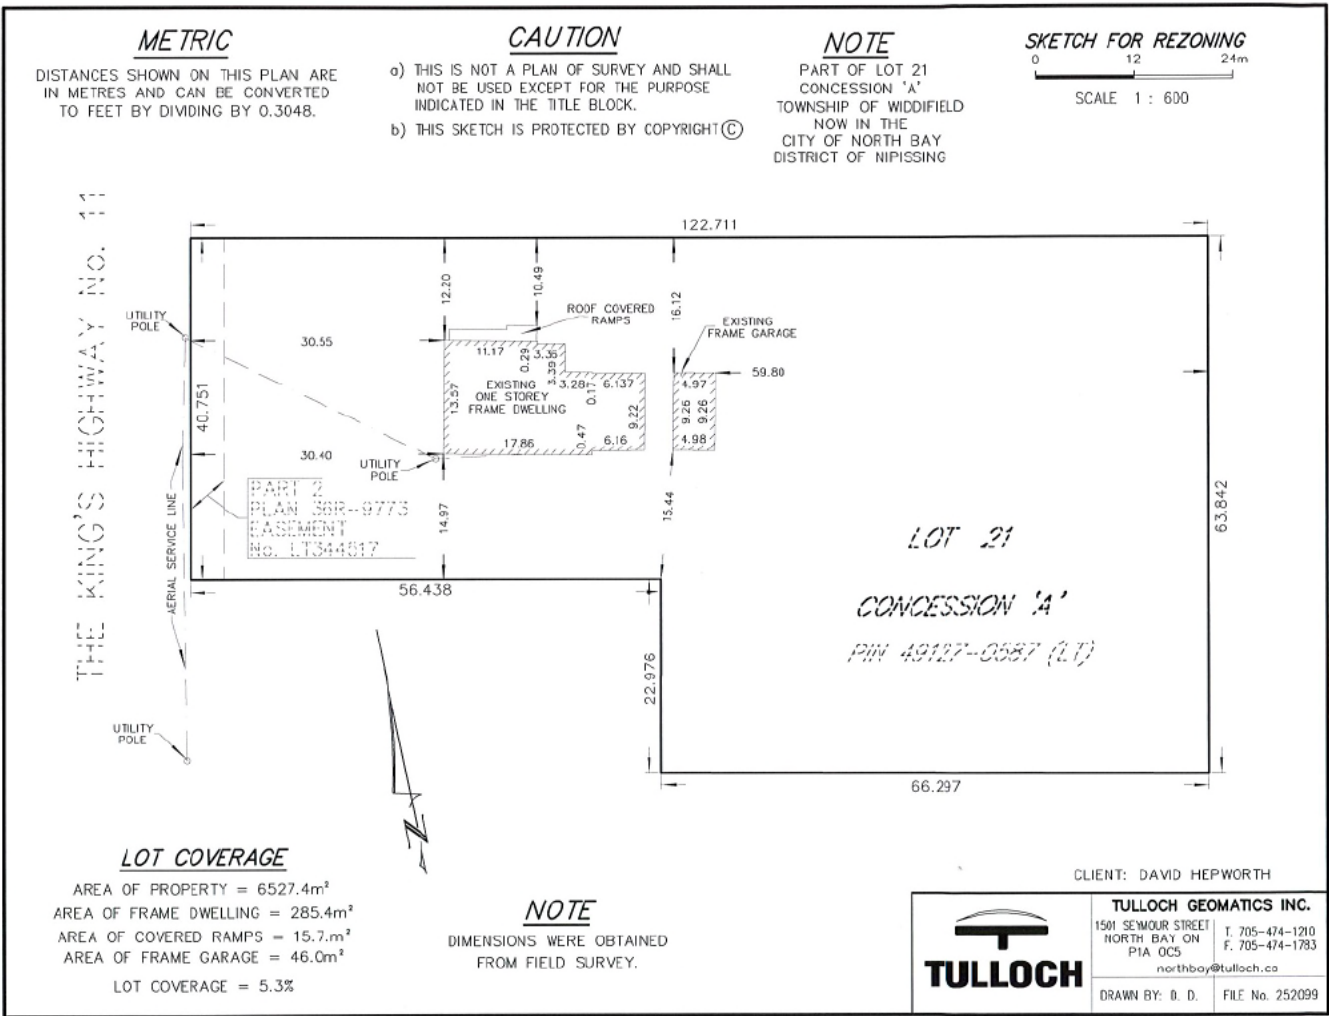 METRIC
DISTANCES SHOWN ON THIS PLAN ARE
IN METRES AND CAN BE CONVERTED
TO FEET BY DIVIDING BY 0.3048.
CAUTION
a) THIS IS NOT A PLAN OF SURVEY AND SHALL
NOT BE USED EXCEPT FOR THE PURPOSE
INDICATED IN THE TITLE BLOCK.
b) THIS SKETCH IS PROTECTED BY COPYRIGHT Ⓒ
NOTE
PART OF LOT 21
CONCESSION 'A'
TOWNSHIP OF WIDDIFIELD
NOW IN THE
CITY OF NORTH BAY
DISTRICT OF NIPISSING
SKETCH FOR REZONING
0 12 24m
SCALE 1 : 600
THE KING'S HIGHWAY NO. 11
122.711
UTILITY
POLE
30.55
12.20
10.49
ROOF COVERED
RAMPS
16.12
EXISTING
FRAME GARAGE
59.80
40.751
11.17
0.29
3.35
3.39
3.28
0.17
6.137
EXISTING
ONE STOREY
FRAME DWELLING
13.57
9.22
17.86
0.47
6.16
4.97
9.26
9.26
4.98
30.40
UTILITY
POLE
PART 2
PLAN 36R-9773
EASEMENT
No. LT344617
14.97
15.44
AERIAL SERVICE LINE
56.438
22.976
63.842
66.297
LOT 21
CONCESSION 'A'
PIN 49127-0587 (LT)
UTILITY
POLE
N
LOT COVERAGE
AREA OF PROPERTY = 6527.4m²
AREA OF FRAME DWELLING = 285.4m²
AREA OF COVERED RAMPS = 15.7.m²
AREA OF FRAME GARAGE = 46.0m²
LOT COVERAGE = 5.3%
NOTE
DIMENSIONS WERE OBTAINED
FROM FIELD SURVEY.
CLIENT: DAVID HEPWORTH
TULLOCH
TULLOCH GEOMATICS INC.
1501 SEYMOUR STREET
NORTH BAY ON
P1A 0C5
T. 705-474-1210
F. 705-474-1783
northbay@tulloch.ca
DRAWN BY: D. D.
FILE No. 252099